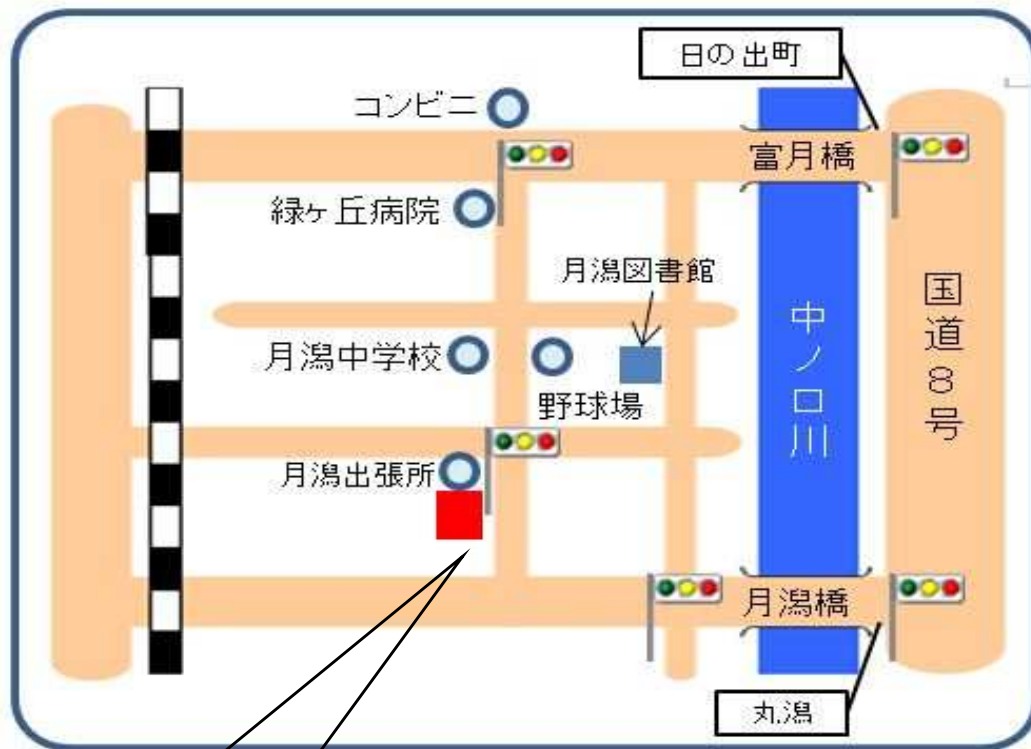 日の出町
コンビニ
富月橋
緑ヶ丘病院
月潟図書館
国道8号
中ノ口川
月潟中学校
野球場
月潟出張所
月潟橋
丸潟